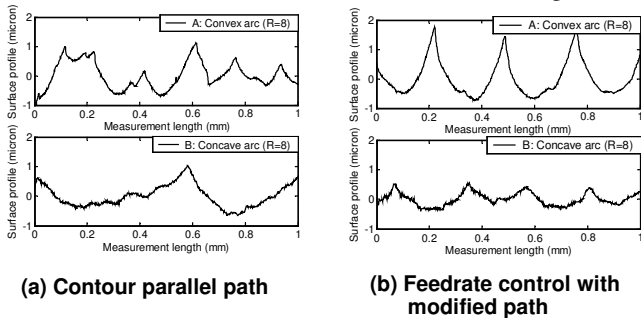 A: Convex arc (R=8)
Surface profile (micron)
2
1
0
-1
0 0.2 0.4 0.6 0.8 1
Measurement length (mm)
B: Concave arc (R=8)
Surface profile (micron)
2
1
0
-1
0 0.2 0.4 0.6 0.8 1
Measurement length (mm)
(a) Contour parallel path
A: Convex arc (R=8)
Surface profile (micron)
2
1
0
-1
0 0.2 0.4 0.6 0.8 1
Measurement length (mm)
B: Concave arc (R=8)
Surface profile (micron)
2
1
0
-1
0 0.2 0.4 0.6 0.8 1
Measurement length (mm)
(b) Feedrate control with
modified path